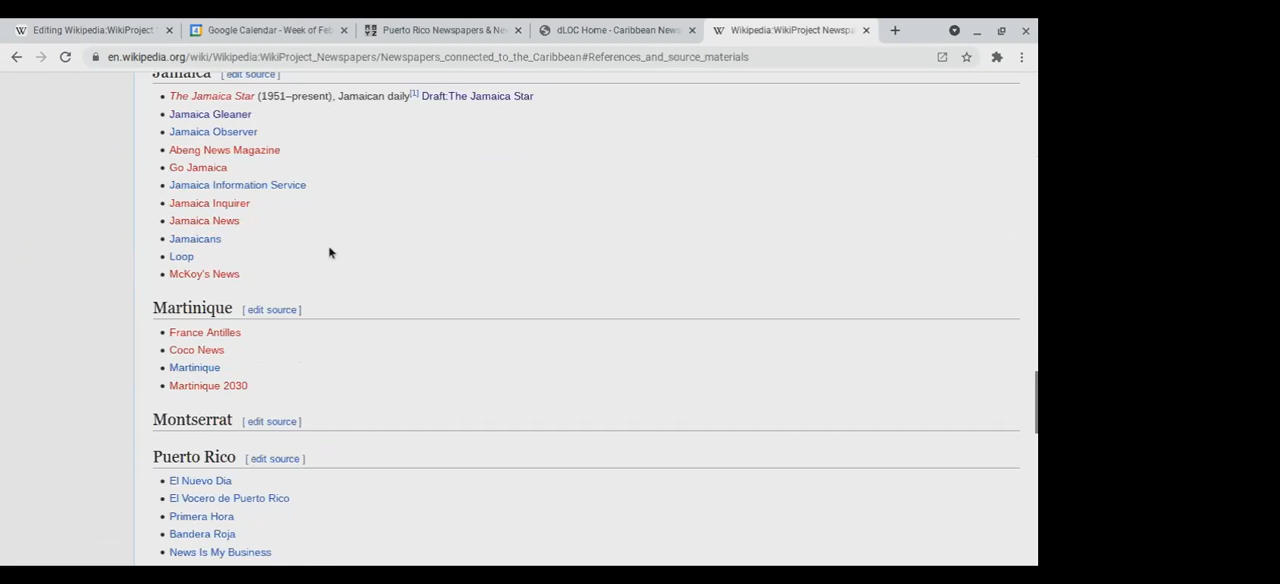 Editing Wikipedia:WikiProject
Google Calendar - Week of Feb
Puerto Rico Newspapers & Ne
dLOC Home - Caribbean News
Wikipedia:WikiProject Newspa
en.wikipedia.org/wiki/Wikipedia:WikiProject_Newspapers/Newspapers_connected_to_the_Caribbean#References_and_source_materials
Jamaica [ edit source ]
The Jamaica Star (1951–present), Jamaican daily[1] Draft:The Jamaica Star
Jamaica Gleaner
Jamaica Observer
Abeng News Magazine
Go Jamaica
Jamaica Information Service
Jamaica Inquirer
Jamaica News
Jamaicans
Loop
McKoy's News
Martinique [ edit source ]
France Antilles
Coco News
Martinique
Martinique 2030
Montserrat [ edit source ]
Puerto Rico [ edit source ]
El Nuevo Dia
El Vocero de Puerto Rico
Primera Hora
Bandera Roja
News Is My Business